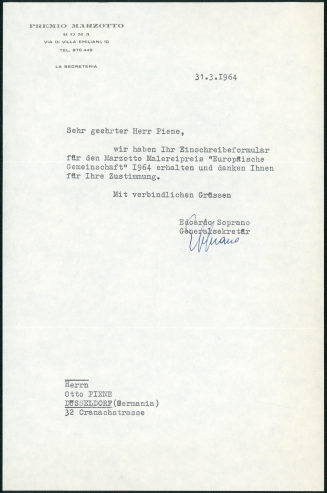 PREMIO MARZOTTO
ROMA
VIA DI VILLA EMILIANI, 10
TEL. 870.449
LA SEGRETERIA
31.3.1964
Sehr geehrter Herr Piene,
wir haben Ihr Einschreibeformular
für den Marzotto Malereipreis "Europäische
Gemeinschaft" 1964 erhalten und danken Ihnen
für Ihre Zustimmung.
Mit verbindlichen Grüssen
Edoardo Soprano
Generalsekretär
Herrn
Otto PIENE
DÜSSELDORF(Germania)
32 Cranachstrasse